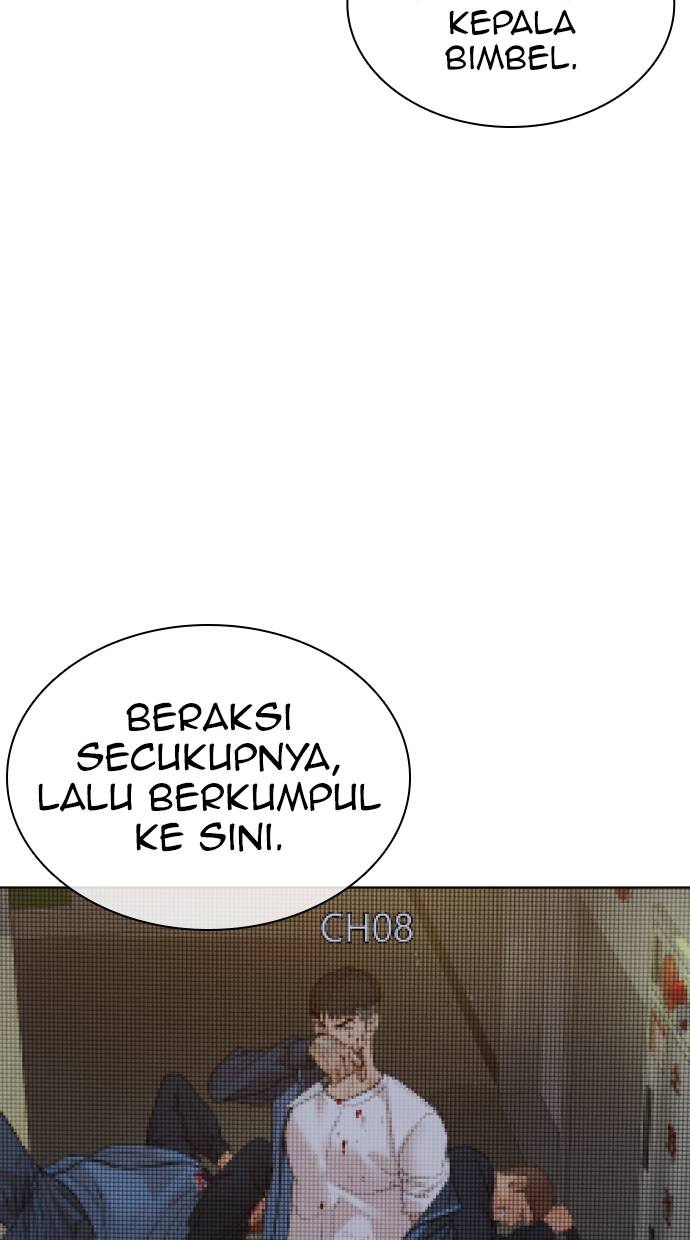 KEPALA
BIMBEL.
BERAKSI
SECUKUPNYA,
LALU BERKUMPUL
KE SINI.
CH08